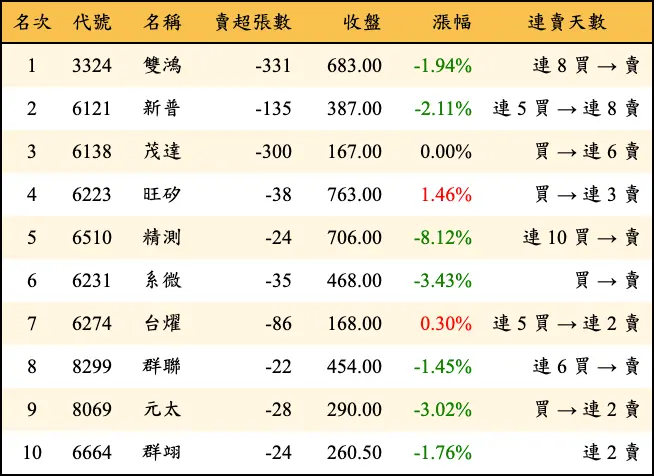 名次 代號 名稱 賣超張數 收盤 漲幅 連賣天數
1 3324 雙鴻 -331 683.00 -1.94% 連 8 買 → 賣
2 6121 新普 -135 387.00 -2.11% 連 5 買 → 連 8 賣
3 6138 茂達 -300 167.00 0.00% 買 → 連 6 賣
4 6223 旺矽 -38 763.00 1.46% 買 → 連 3 賣
5 6510 精測 -24 706.00 -8.12% 連 10 買 → 賣
6 6231 系微 -35 468.00 -3.43% 買 → 賣
7 6274 台燿 -86 168.00 0.30% 連 5 買 → 連 2 賣
8 8299 群聯 -22 454.00 -1.45% 連 6 買 → 賣
9 8069 元太 -28 290.00 -3.02% 買 → 連 2 賣
10 6664 群翊 -24 260.50 -1.76% 連 2 賣